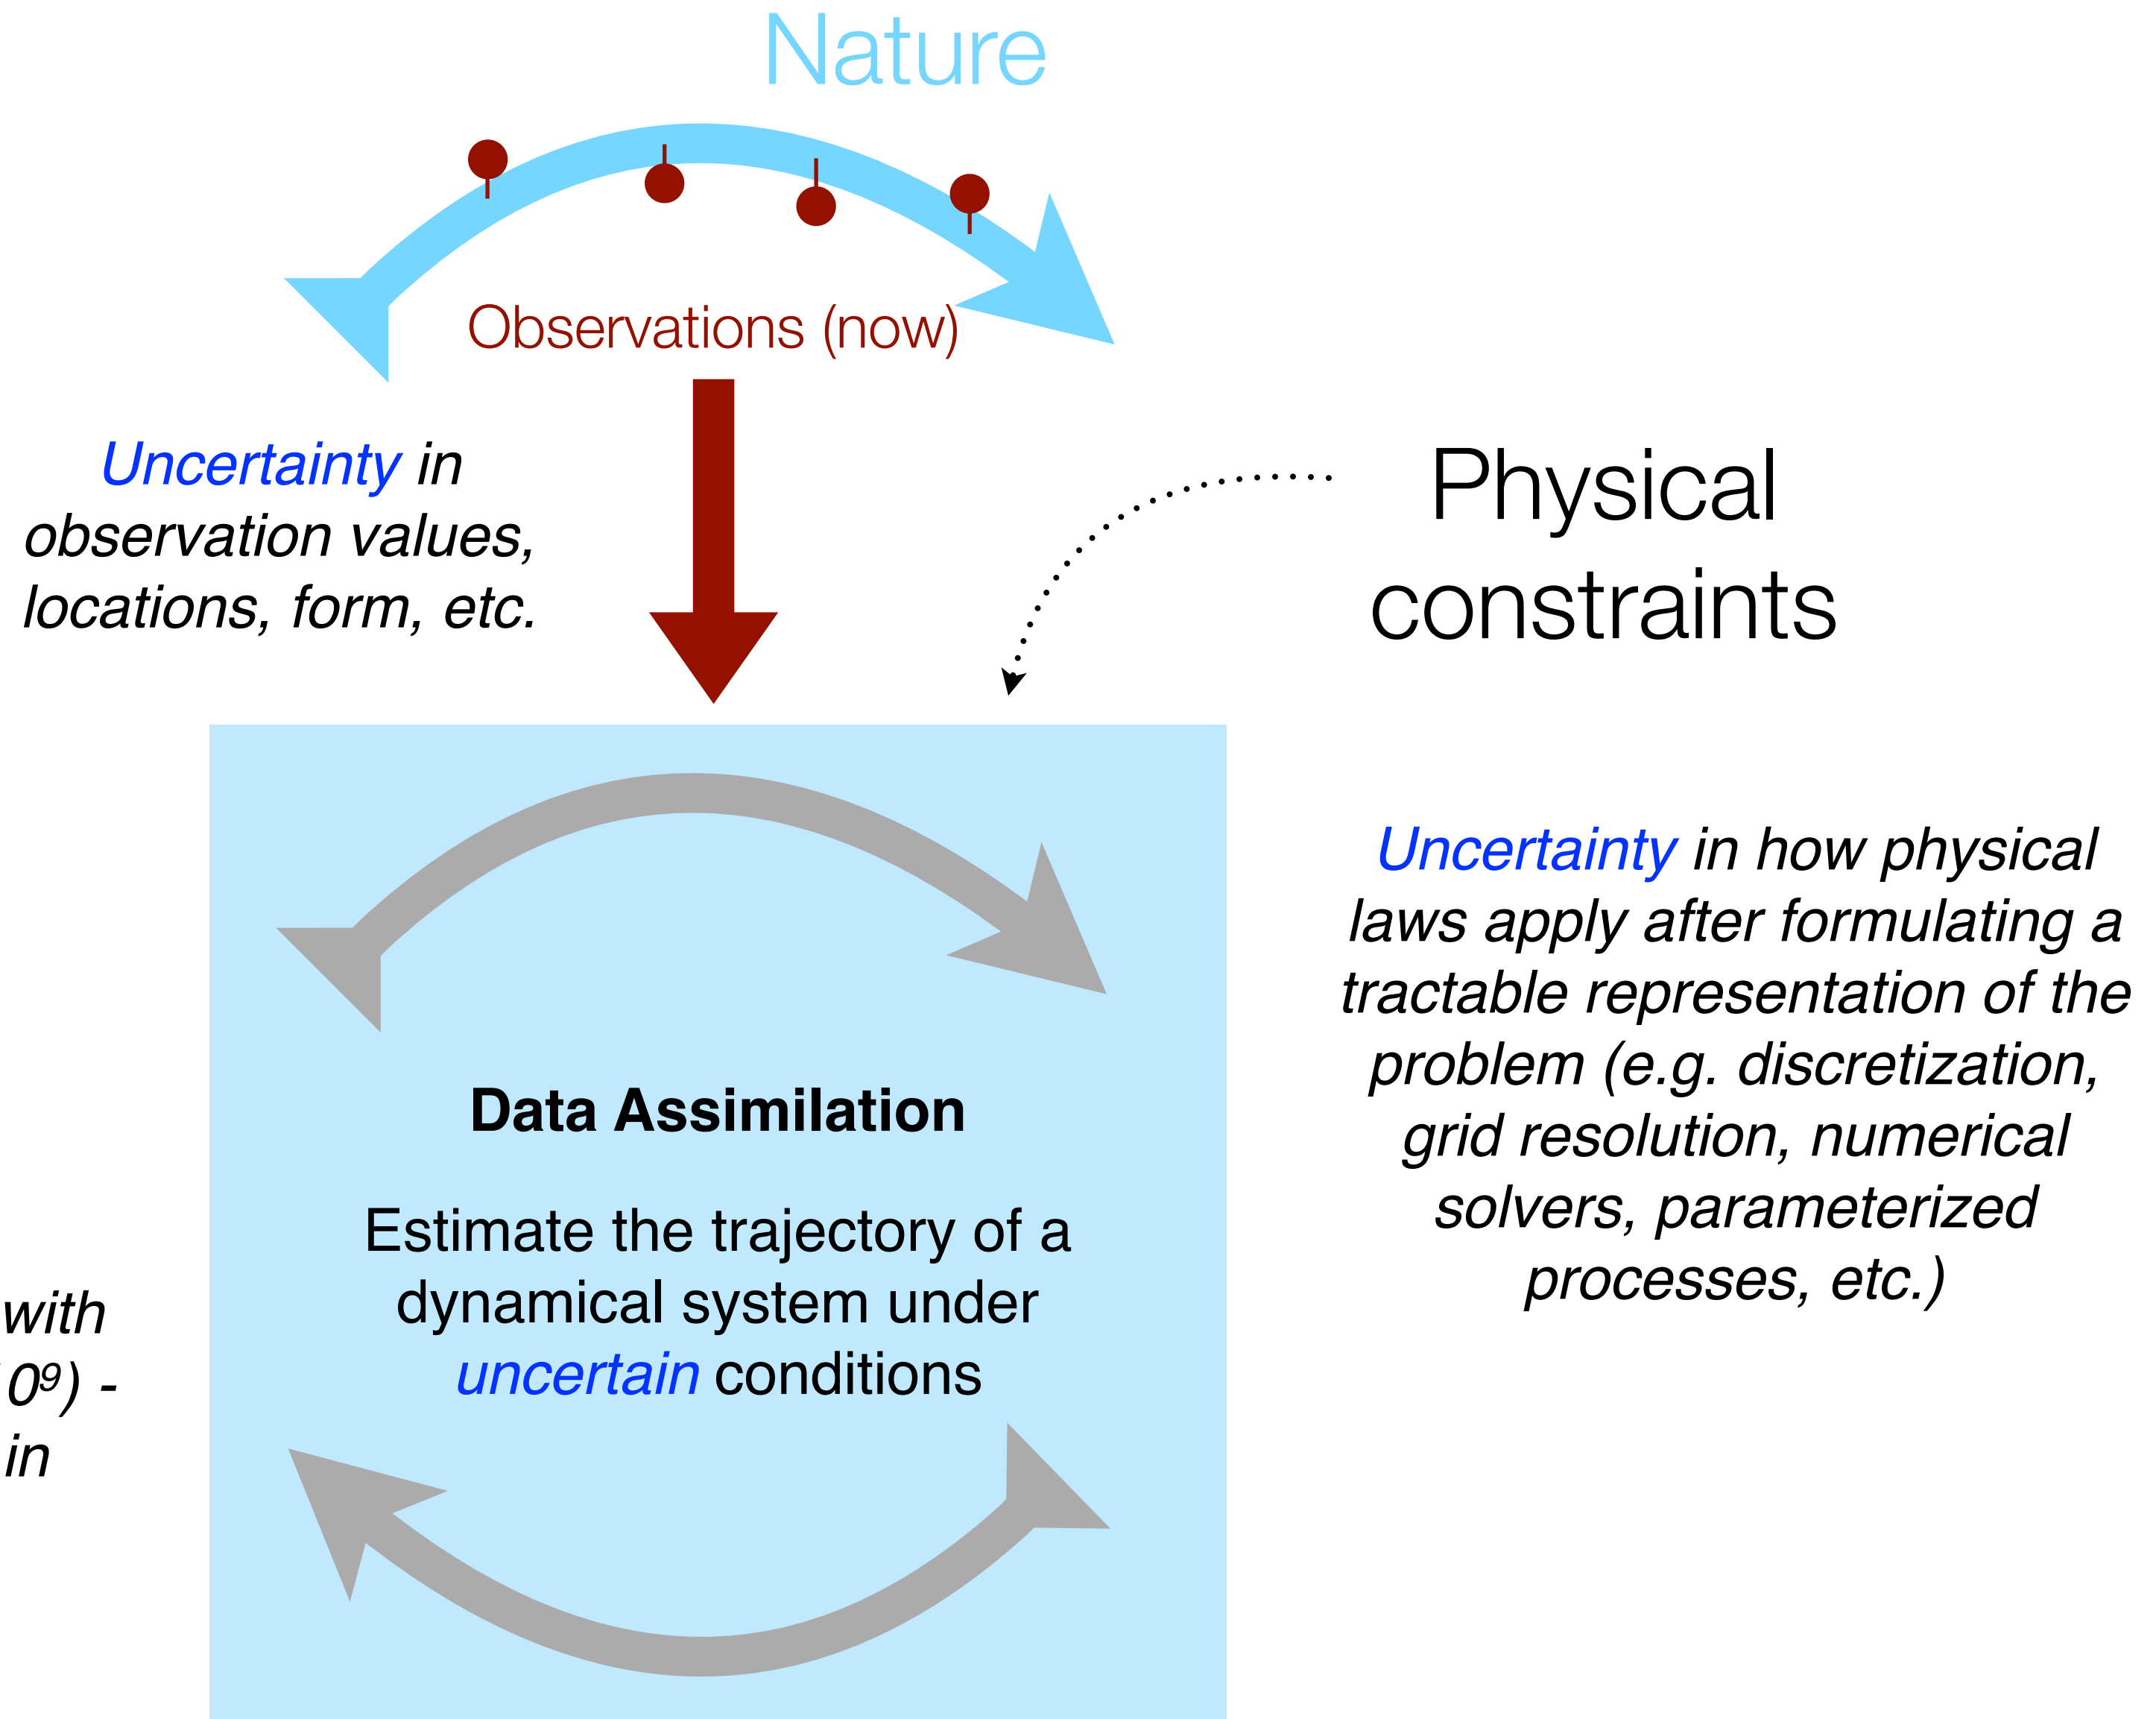 Nature
Observations (now)
Uncertainty in
observation values,
locations, form, etc.
Physical
constraints
Uncertainty in how physical
laws apply after formulating a
tractable representation of the
problem (e.g. discretization,
grid resolution, numerical
solvers, parameterized
processes, etc.)
Data Assimilation
Estimate the trajectory of a
dynamical system under
uncertain conditions
with
0⁹) -
in